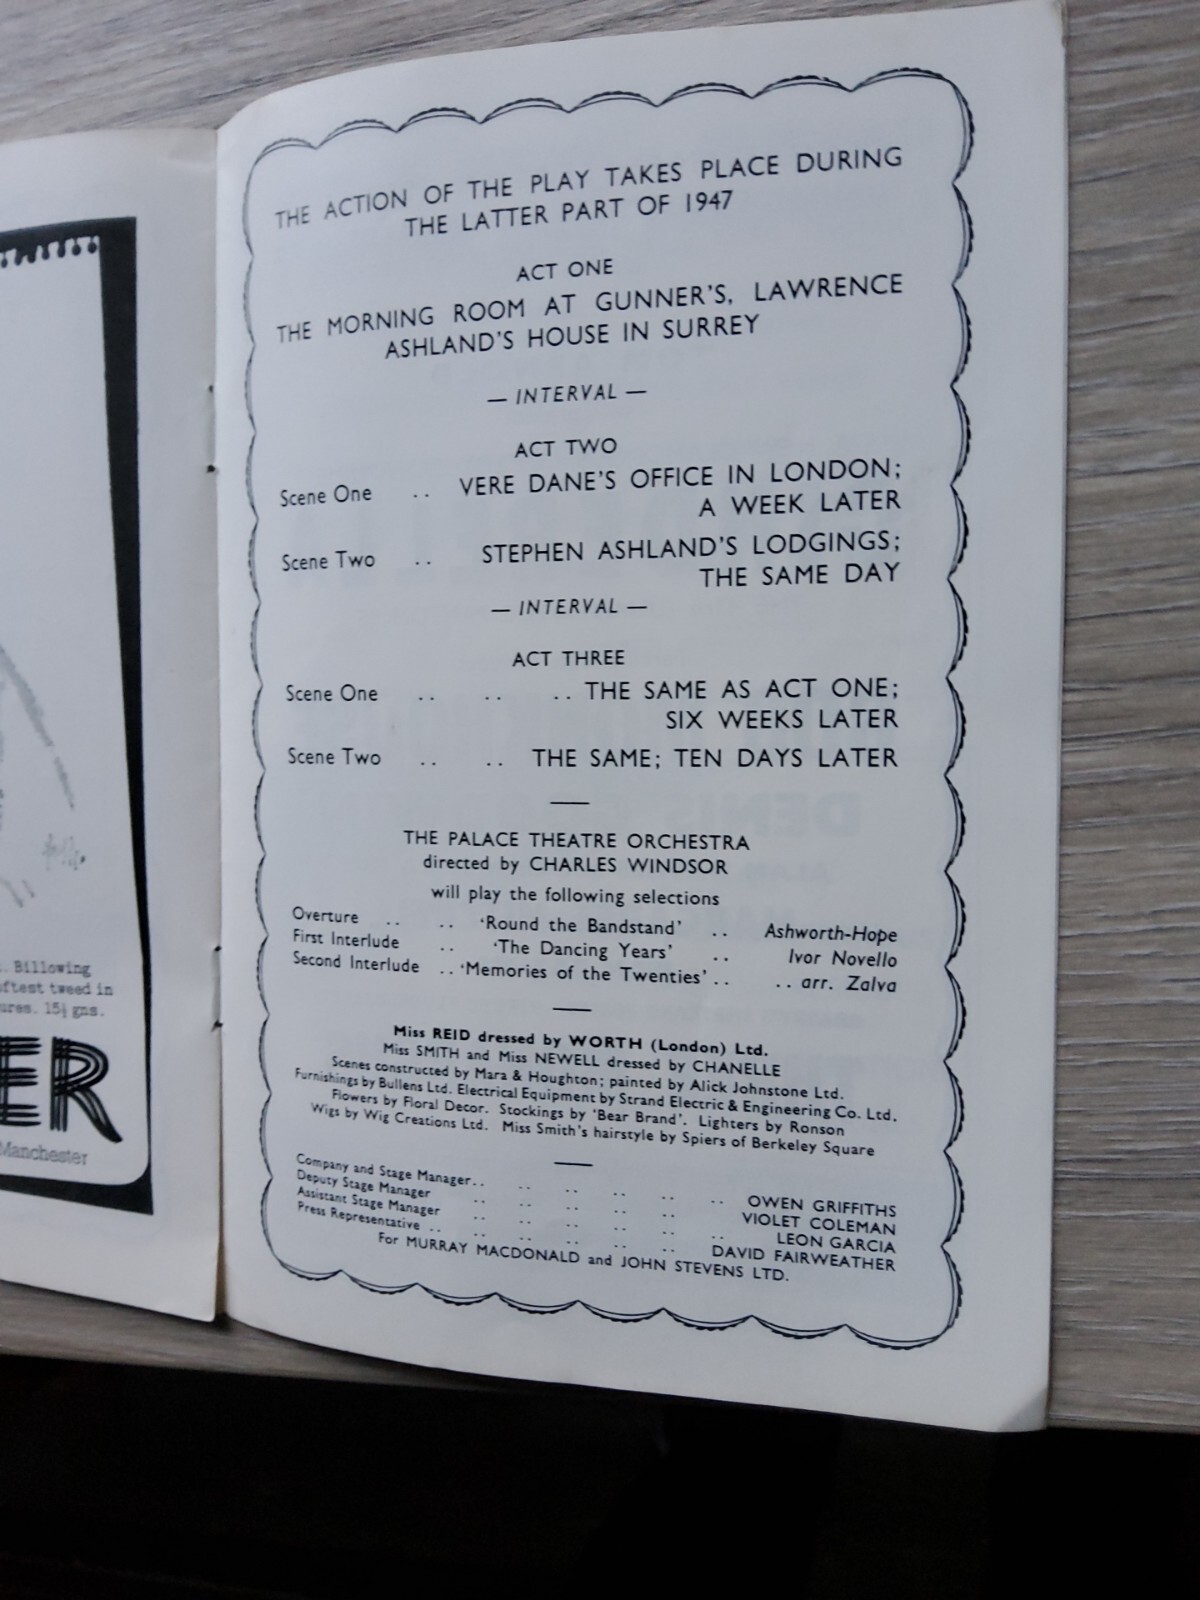 . Billowing
ftest tweed in
ures. 15½ gns.
ER
Manchester
THE ACTION OF THE PLAY TAKES PLACE DURING
THE LATTER PART OF 1947
ACT ONE
THE MORNING ROOM AT GUNNER'S, LAWRENCE
ASHLAND'S HOUSE IN SURREY
— INTERVAL —
ACT TWO
Scene One .. VERE DANE'S OFFICE IN LONDON;
A WEEK LATER
Scene Two .. STEPHEN ASHLAND'S LODGINGS;
THE SAME DAY
— INTERVAL —
ACT THREE
Scene One .. .. .. THE SAME AS ACT ONE;
SIX WEEKS LATER
Scene Two .. .. THE SAME; TEN DAYS LATER
THE PALACE THEATRE ORCHESTRA
directed by CHARLES WINDSOR
will play the following selections
Overture .. .. 'Round the Bandstand' .. Ashworth-Hope
First Interlude .. 'The Dancing Years' .. Ivor Novello
Second Interlude .. 'Memories of the Twenties' .. .. arr. Zalva
Miss REID dressed by WORTH (London) Ltd.
Miss SMITH and Miss NEWELL dressed by CHANELLE
Scenes constructed by Mara & Houghton; painted by Alick Johnstone Ltd.
Furnishings by Bullens Ltd. Electrical Equipment by Strand Electric & Engineering Co. Ltd.
Flowers by Floral Decor. Stockings by 'Bear Brand'. Lighters by Ronson
Wigs by Wig Creations Ltd. Miss Smith's hairstyle by Spiers of Berkeley Square
Company and Stage Manager .. .. .. .. .. .. OWEN GRIFFITHS
Deputy Stage Manager .. .. .. .. .. VIOLET COLEMAN
Assistant Stage Manager .. .. .. .. .. .. LEON GARCIA
Press Representative .. .. .. .. .. .. DAVID FAIRWEATHER
For MURRAY MACDONALD and JOHN STEVENS LTD.